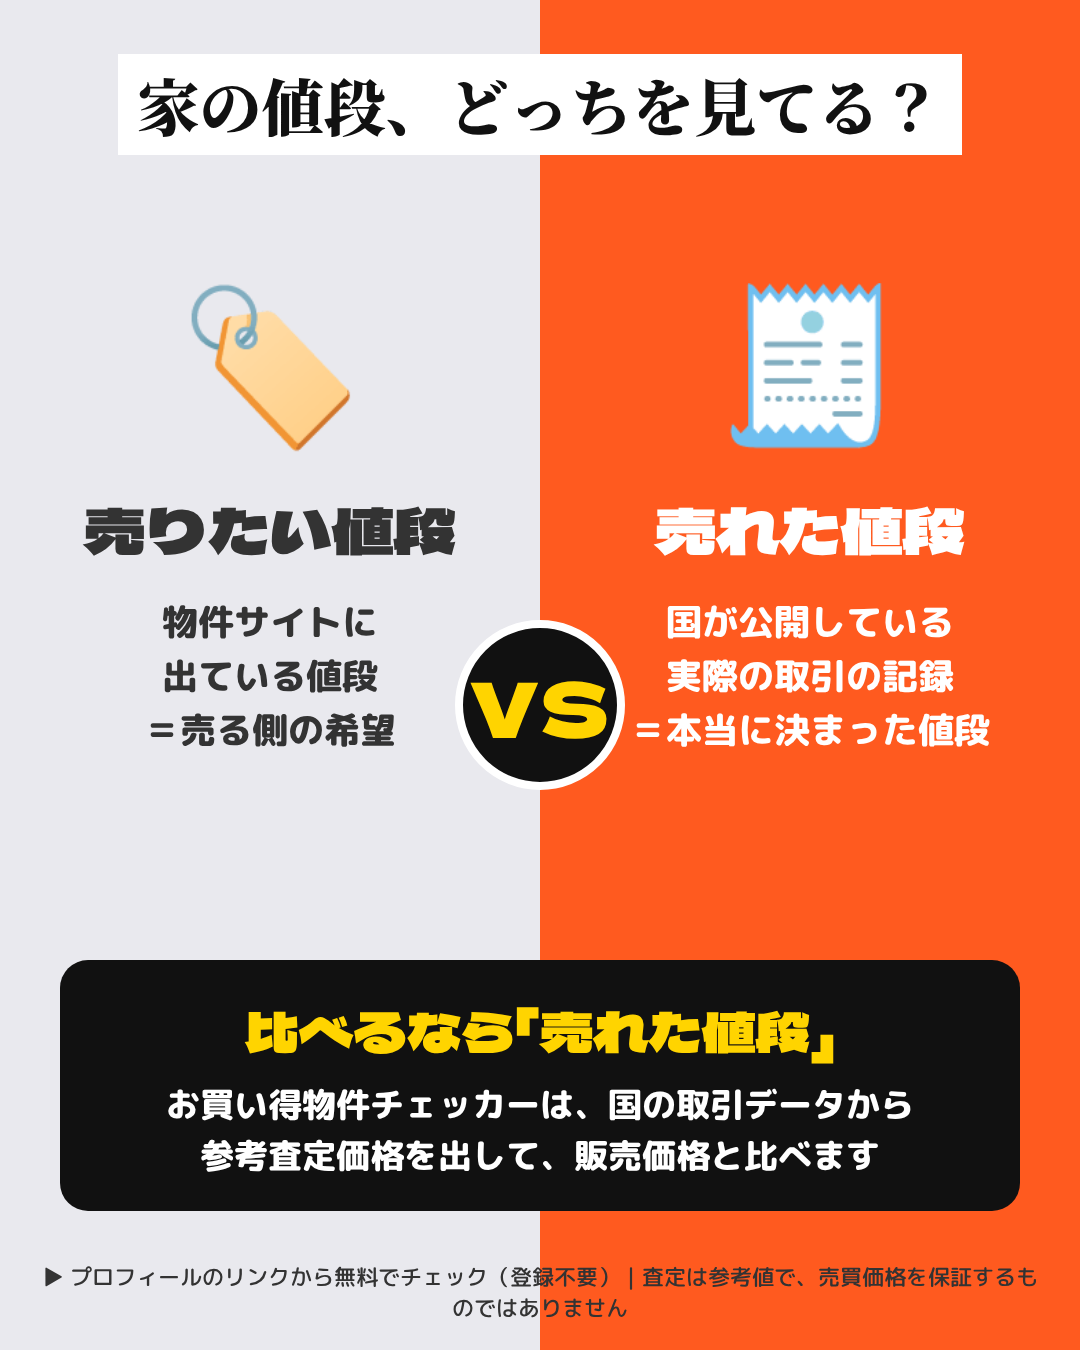 家の値段、どっちを見てる？
売りたい値段
物件サイトに
出ている値段
＝売る側の希望
VS
売れた値段
国が公開している
実際の取引の記録
＝本当に決まった値段
比べるなら「売れた値段」
お買い得物件チェッカーは、国の取引データから
参考査定価格を出して、販売価格と比べます
▶ プロフィールのリンクから無料でチェック（登録不要）｜査定は参考値で、売買価格を保証するも
のではありません